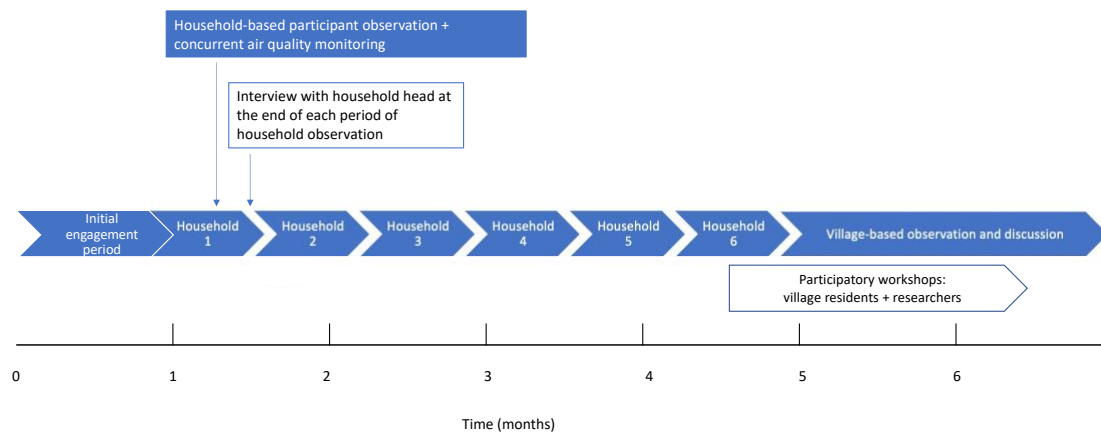 Household-based participant observation +
concurrent air quality monitoring
Interview with household head at
the end of each period of
household observation
Initial
engagement
period
Household
1
Household
2
Household
3
Household
4
Household
5
Household
6
Village-based observation and discussion
Participatory workshops:
village residents + researchers
0
1
2
3
4
5
6
Time (months)